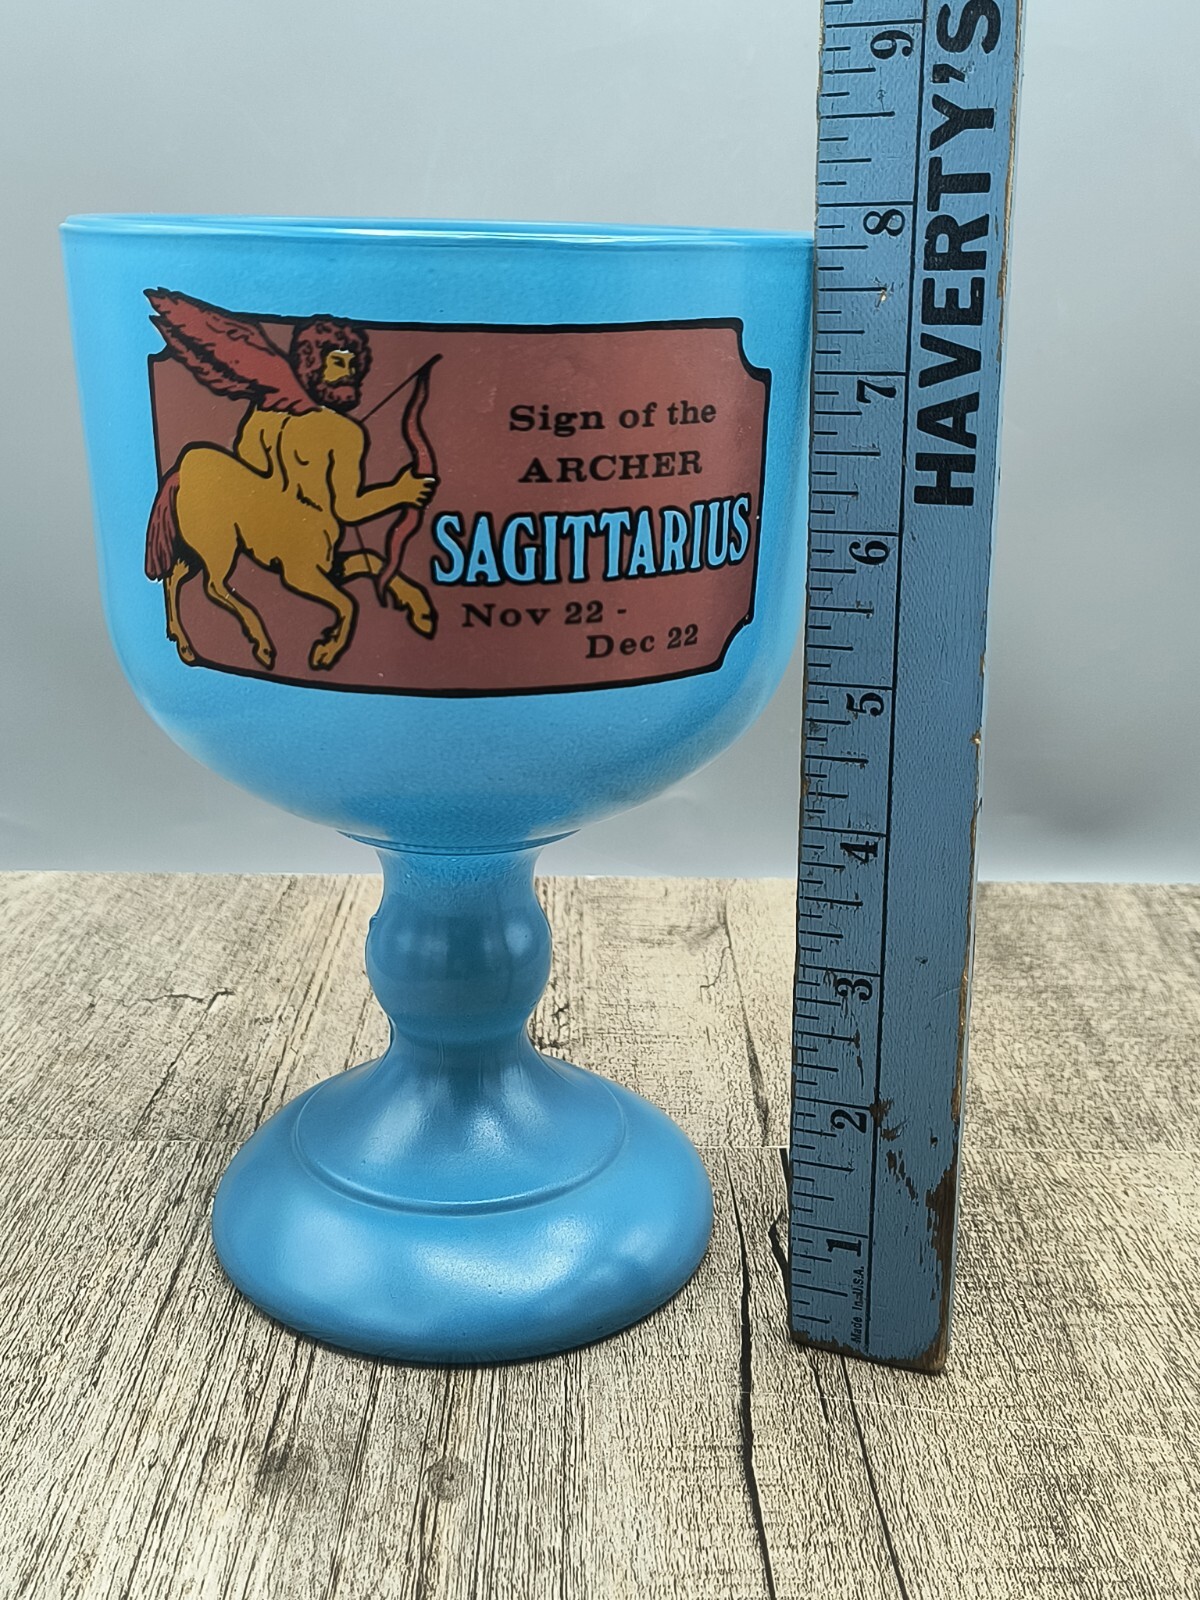 Sign of the
ARCHER
SAGITTARIUS
Nov 22 -
Dec 22
HAVERTY'S
9
8
7
6
5
4
3
2
1
Made In U.S.A.